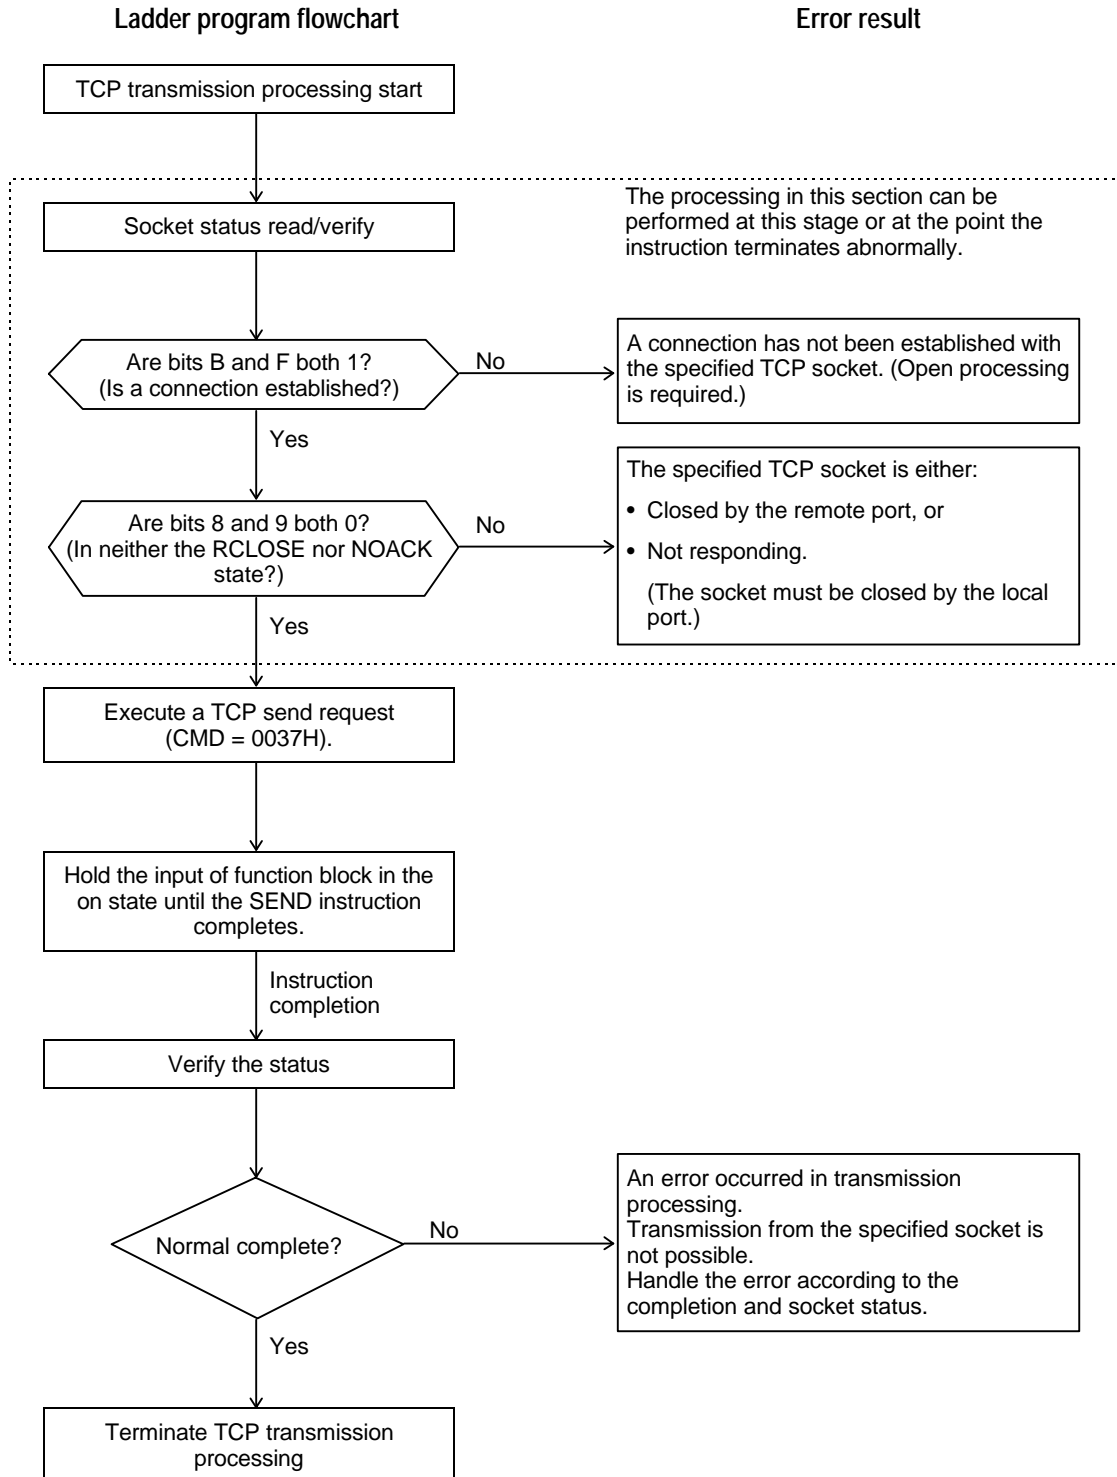 Ladder program flowchart
Error result
TCP transmission processing start
The processing in this section can be
performed at this stage or at the point the
instruction terminates abnormally.
Socket status read/verify
Are bits B and F both 1?
(Is a connection established?)
No
A connection has not been established with
the specified TCP socket. (Open processing
is required.)
Yes
Are bits 8 and 9 both 0?
(In neither the RCLOSE nor NOACK
state?)
No
The specified TCP socket is either:
• Closed by the remote port, or
• Not responding.
(The socket must be closed by the local
port.)
Yes
Execute a TCP send request
(CMD = 0037H).
Hold the input of function block in the
on state until the SEND instruction
completes.
Instruction
completion
Verify the status
Normal complete?
No
An error occurred in transmission
processing.
Transmission from the specified socket is
not possible.
Handle the error according to the
completion and socket status.
Yes
Terminate TCP transmission
processing